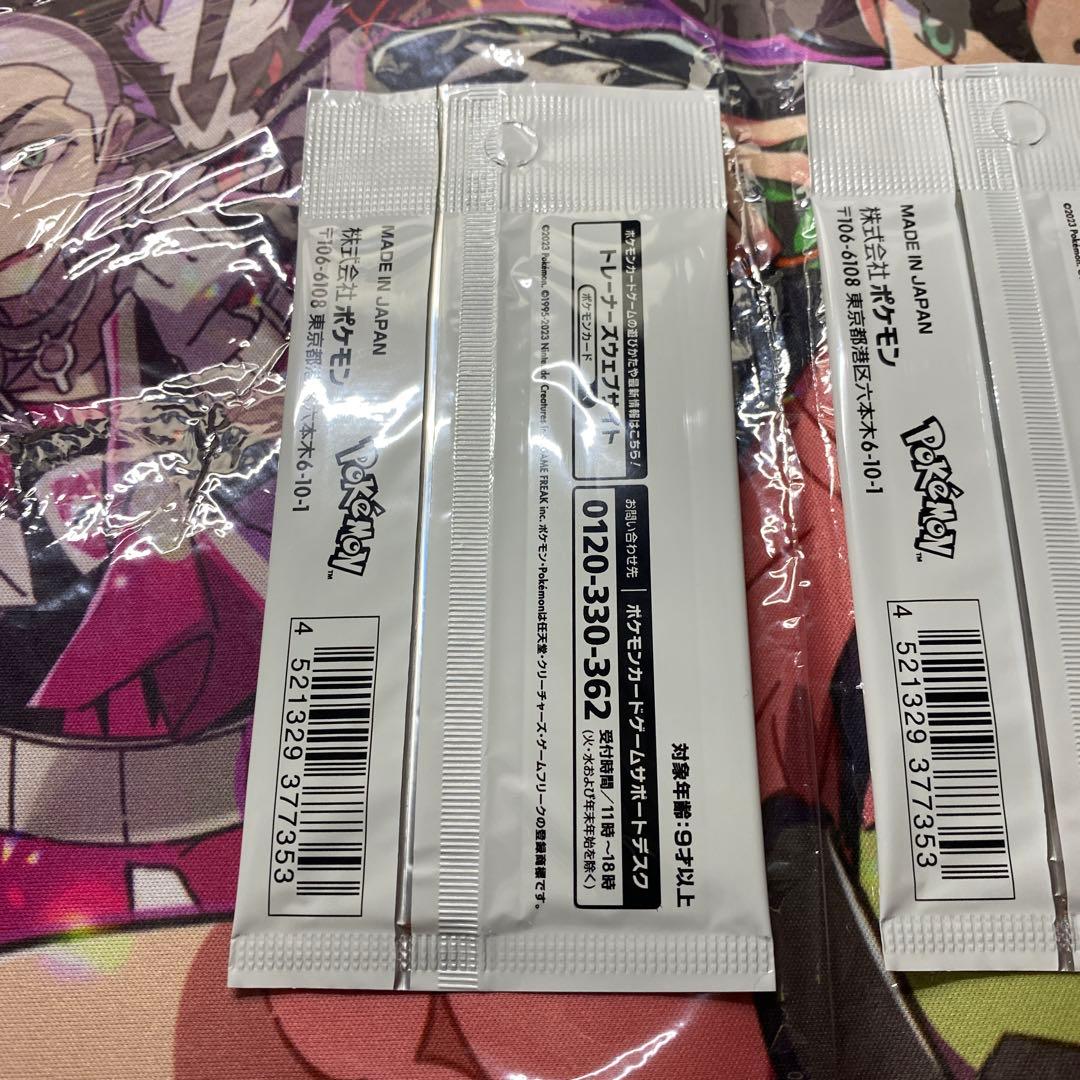 対象年齢：9才以上
ポケモンカードゲームの遊びかたや最新情報はこちら！
トレーナーズウェブサイト
ポケモンカード
お問い合わせ先 ポケモンカードゲームサポートデスク
0120-330-362 受付時間／11時～18時
(火・水および年末年始を除く)
©2023 Pokémon. ©1995-2023 Nintendo/Creatures Inc./GAME FREAK inc. ポケモン・Pokémonは任天堂・クリーチャーズ・ゲームフリークの登録商標です。
MADE IN JAPAN
株式会社ポケモン
〒106-6108 東京都港 六本木6-10-1
POKéMON™
4 521329 377353
©2023 Pokémon.
MADE IN JAPAN
株式会社ポケモン
〒106-6108 東京都港区六本木6-10-1
POKéMON™
4 521329 377353